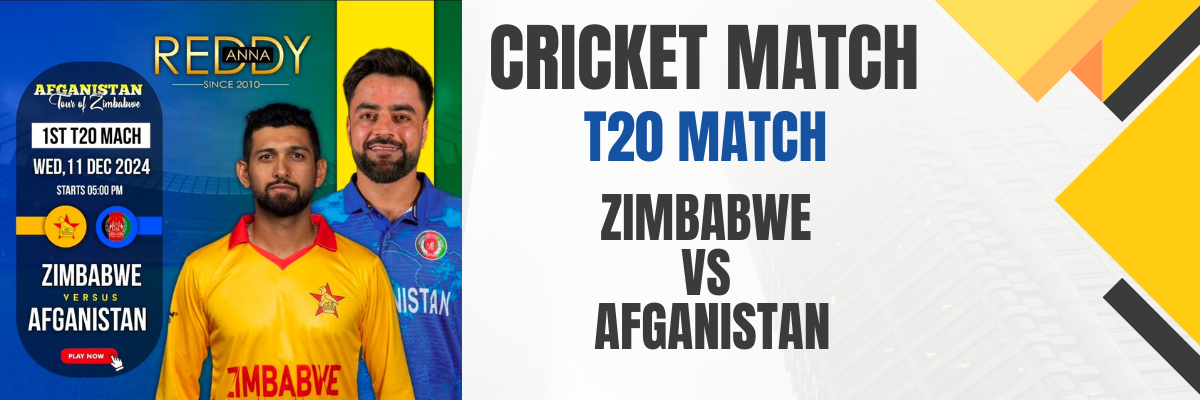 REDDY
ANNA
SINCE 2010
AFGANISTAN
Tour of Zimbabwe
1ST T20 MACH
WED,11 DEC 2024
STARTS 05:00 PM
ZIMBABWE
VERSUS
AFGANISTAN
PLAY NOW
NISTAN
ZIMBABWE
CRICKET MATCH
T20 MATCH
ZIMBABWE
VS
AFGANISTAN